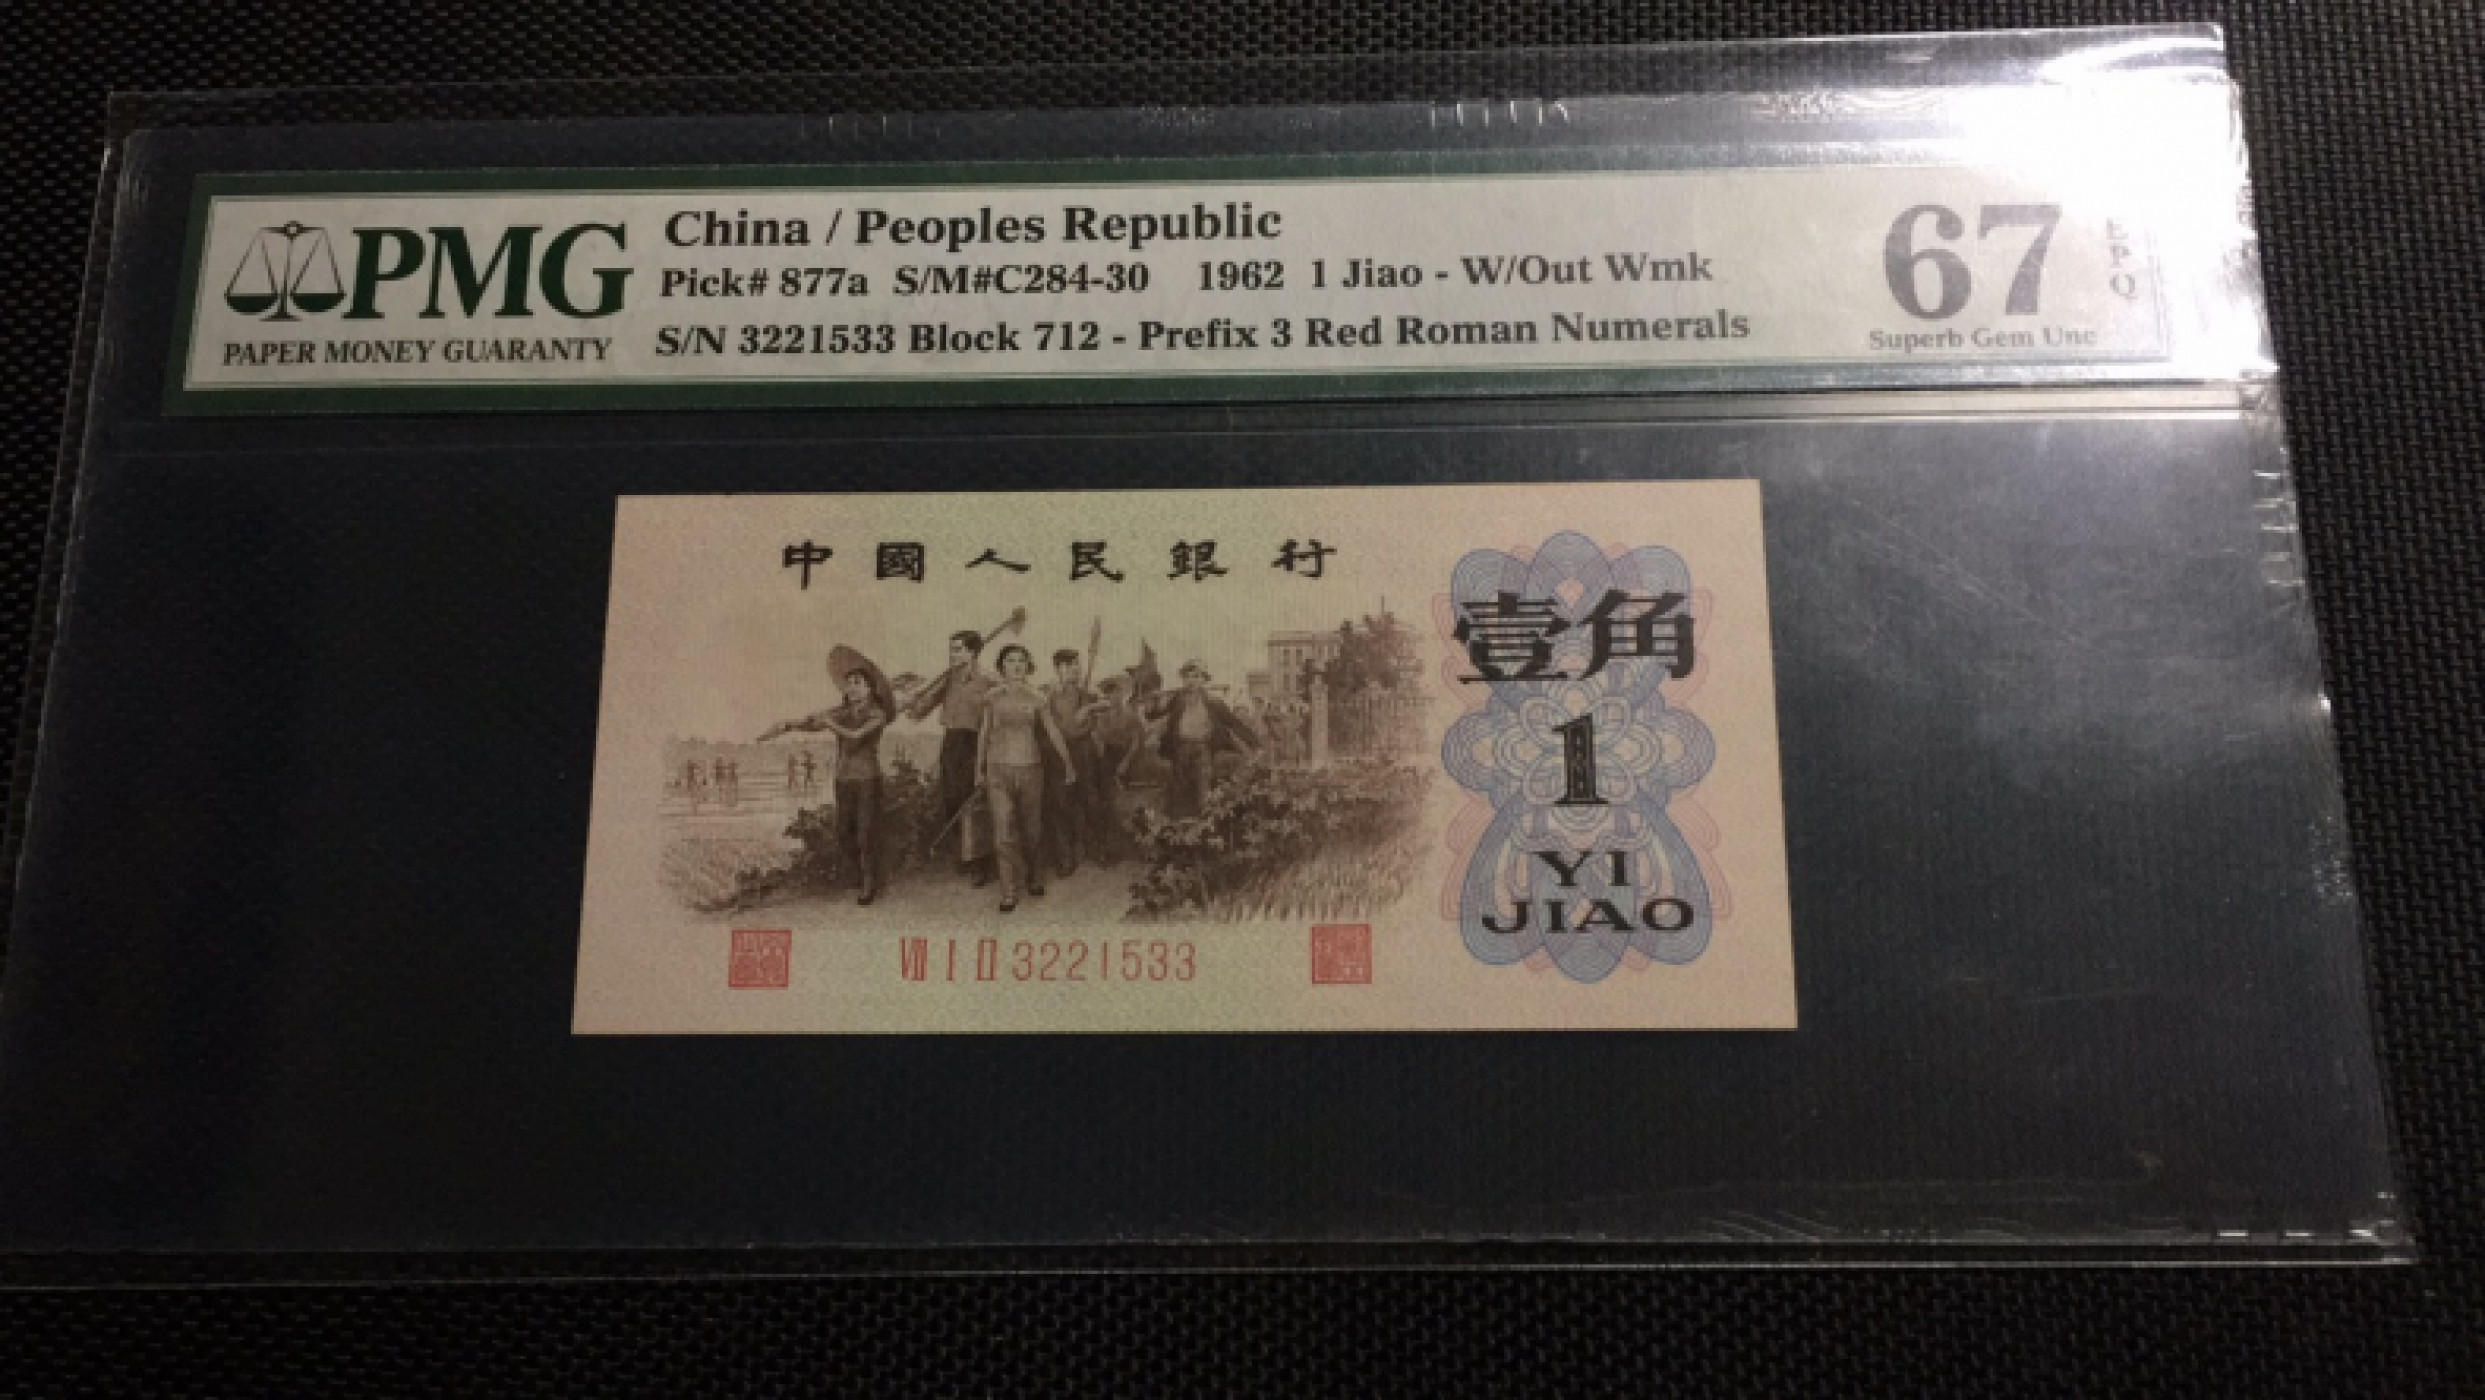 PMG
PAPER MONEY GUARANTY
China / Peoples Republic
Pick# 877a S/M#C284-30 1962 1 Jiao - W/Out Wmk
S/N 3221533 Block 712 - Prefix 3 Red Roman Numerals
67
EPQ
Superb Gem Unc
中國人民銀行
壹角
1
YI
JIAO
VII I II 3221533